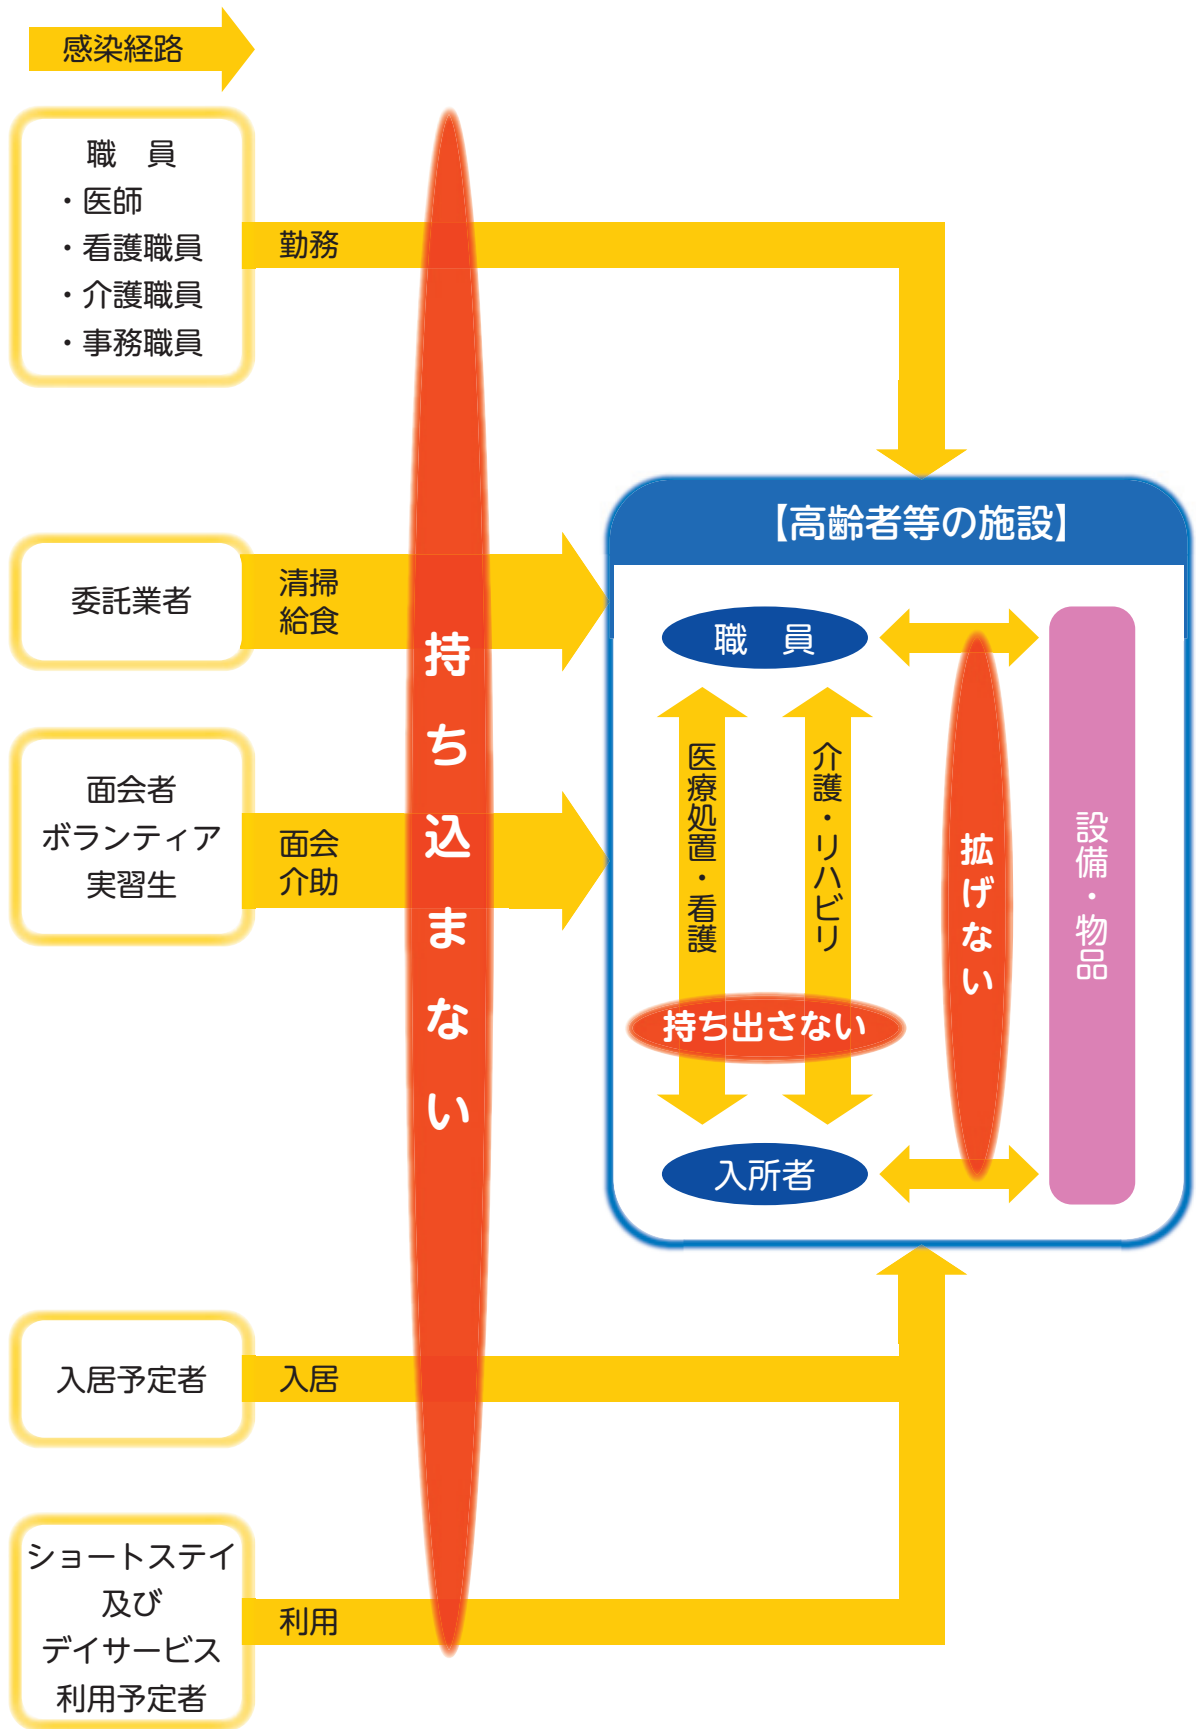 感染経路
職　員
・医師
・看護職員
・介護職員
・事務職員
勤務
委託業者
清掃
給食
面会者
ボランティア
実習生
面会
介助
入居予定者
入居
ショートステイ
及び
デイサービス
利用予定者
利用
持ち込まない
【高齢者等の施設】
職　員
医療処置・看護
介護・リハビリ
持ち出さない
入所者
拡げない
設備・物品